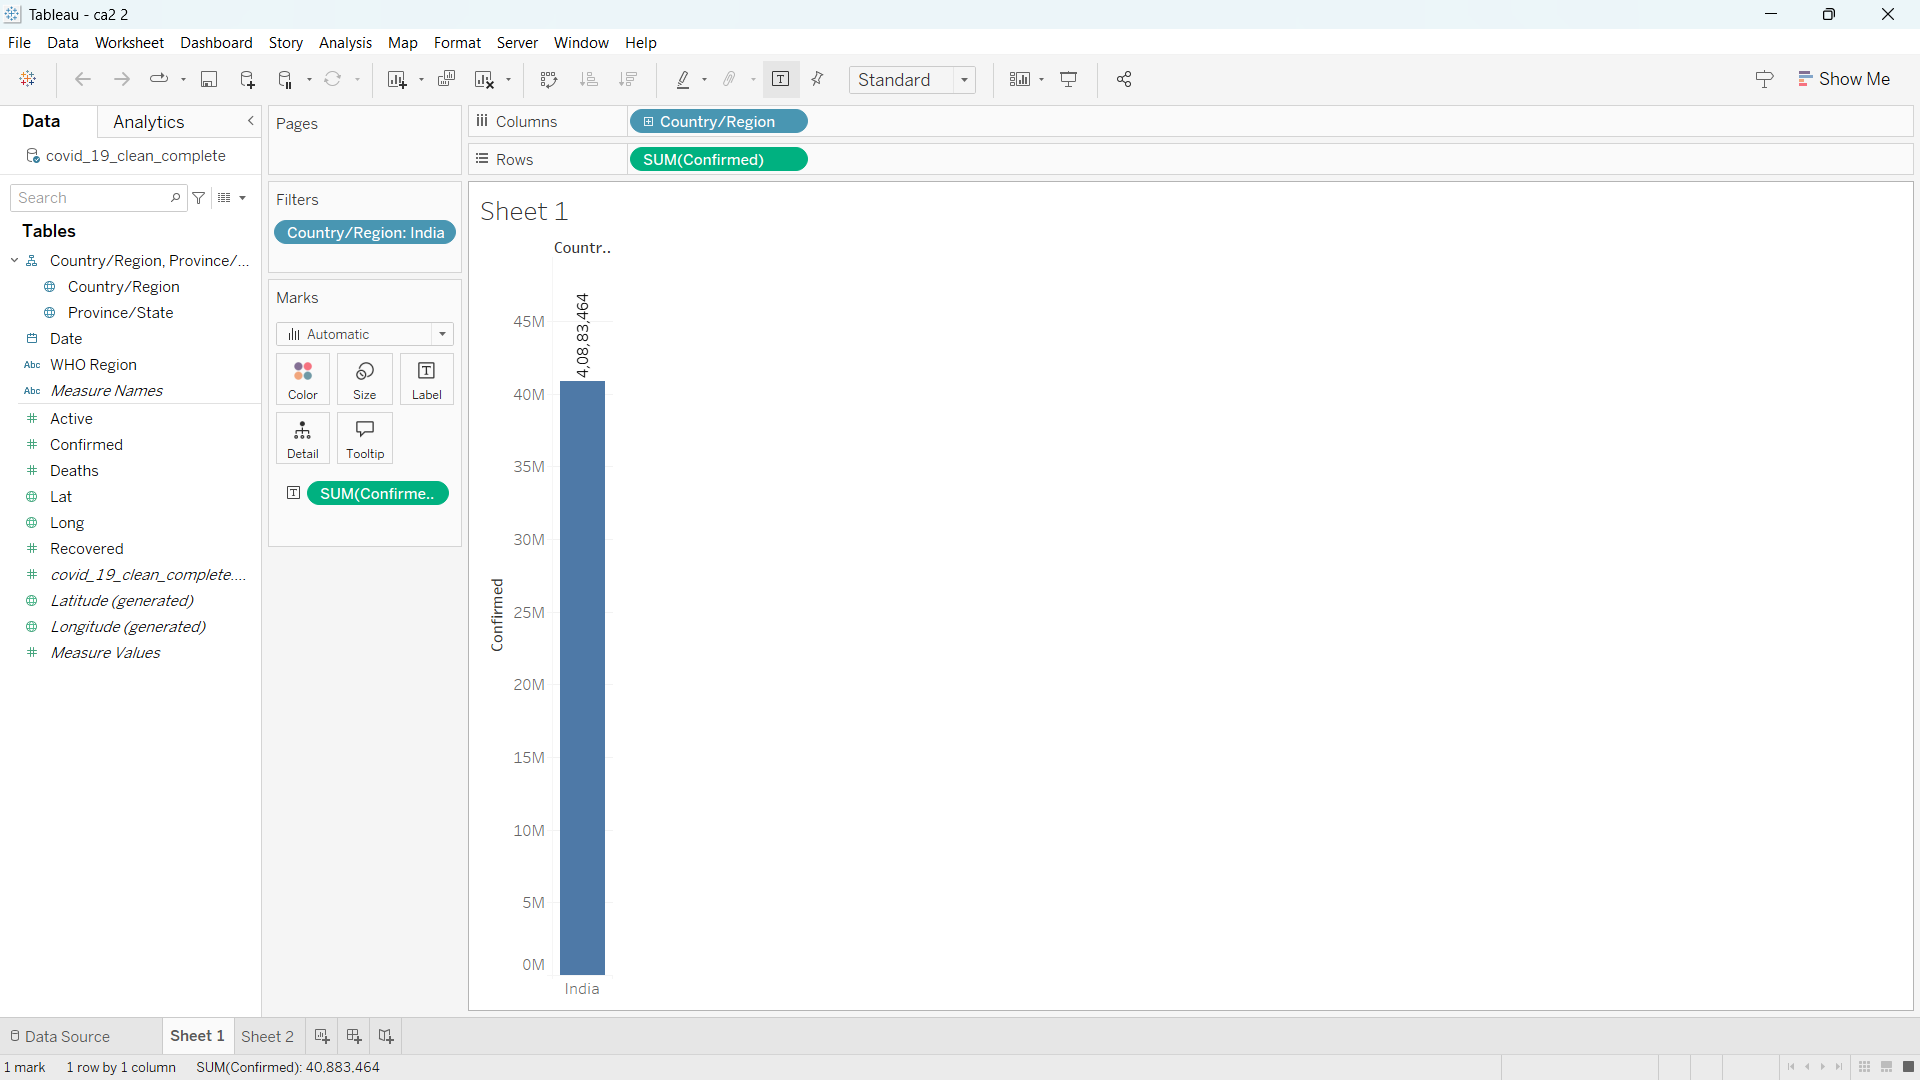 Tableau - ca2 2
File Data Worksheet Dashboard Story Analysis Map Format Server Window Help
Standard
Show Me
Data Analytics
covid_19_clean_complete
Search
Tables
Country/Region, Province/...
Country/Region
Province/State
Date
Abc WHO Region
Abc Measure Names
Active
Confirmed
Deaths
Lat
Long
Recovered
covid_19_clean_complete....
Latitude (generated)
Longitude (generated)
Measure Values
Pages
Filters
Country/Region: India
Marks
Automatic
Color Size Label
Detail Tooltip
SUM(Confirme..
Columns Country/Region
Rows SUM(Confirmed)
Sheet 1
Countr..
4,08,83,464
45M
40M
35M
30M
25M
20M
15M
10M
5M
0M
Confirmed
India
Data Source Sheet 1 Sheet 2
1 mark 1 row by 1 column SUM(Confirmed): 40,883,464